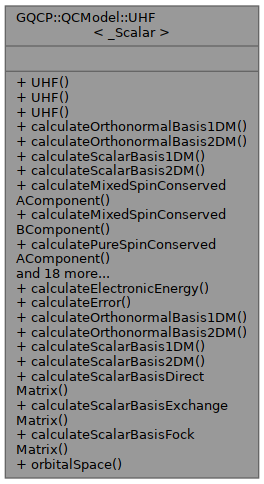 GQCP::QCModel::UHF
< _Scalar >
+ UHF()
+ UHF()
+ UHF()
+ calculateOrthonormalBasis1DM()
+ calculateOrthonormalBasis2DM()
+ calculateScalarBasis1DM()
+ calculateScalarBasis2DM()
+ calculateMixedSpinConserved
AComponent()
+ calculateMixedSpinConserved
BComponent()
+ calculatePureSpinConserved
AComponent()
and 18 more...
+ calculateElectronicEnergy()
+ calculateError()
+ calculateOrthonormalBasis1DM()
+ calculateOrthonormalBasis2DM()
+ calculateScalarBasis1DM()
+ calculateScalarBasis2DM()
+ calculateScalarBasisDirect
Matrix()
+ calculateScalarBasisExchange
Matrix()
+ calculateScalarBasisFock
Matrix()
+ orbitalSpace()